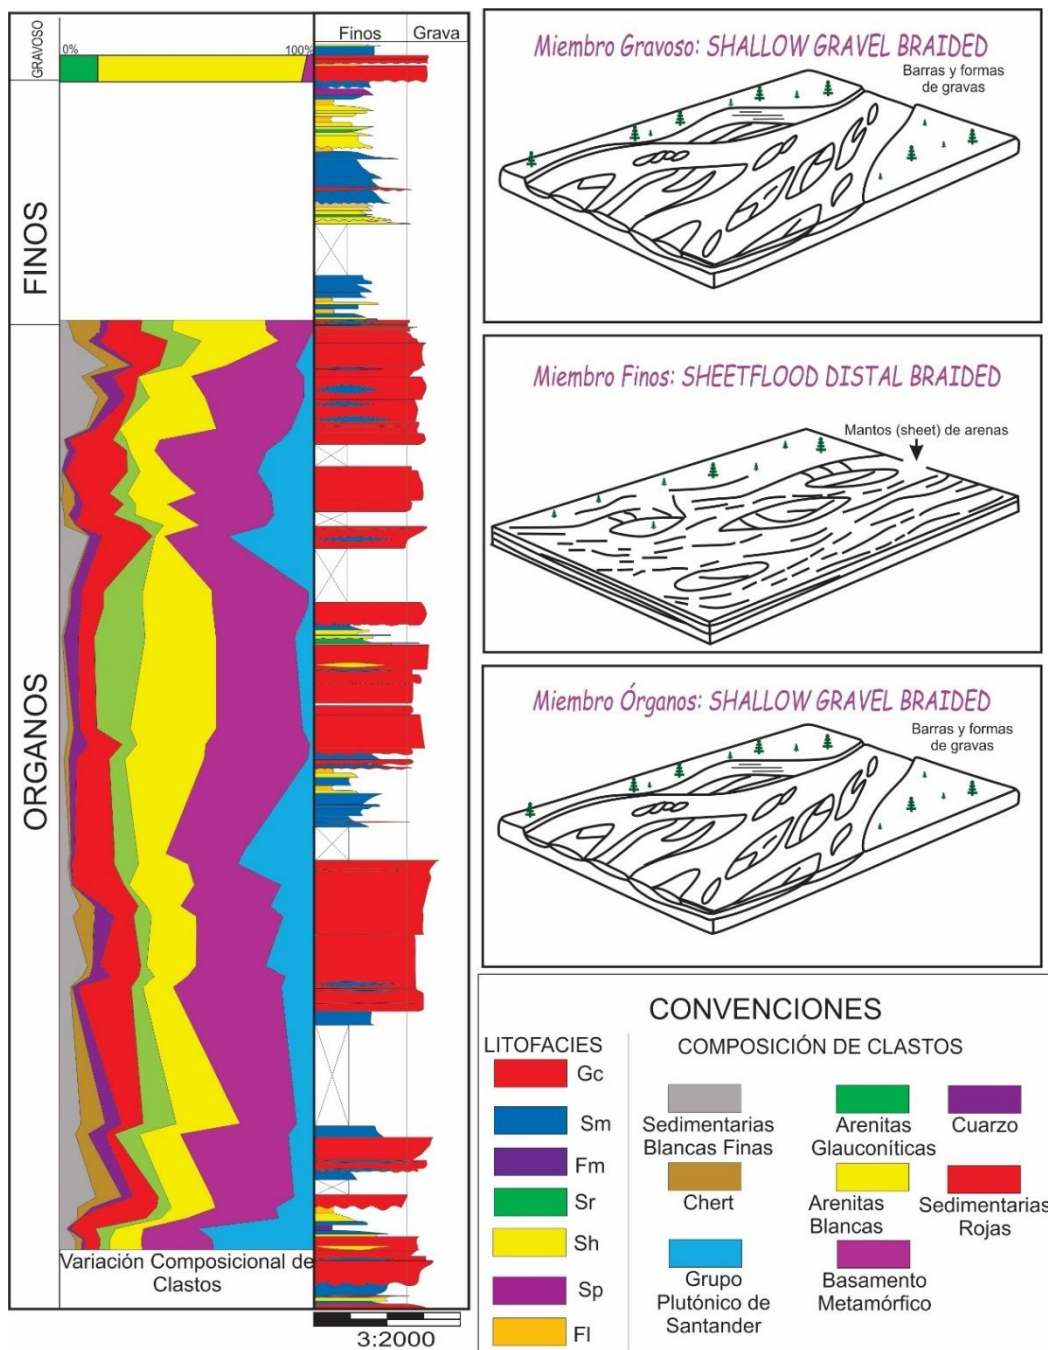 GRAVOSO
FINOS
ORGANOS
0%
100%
Finos
Grava
Variación Composicional de
Clastos
3:2000
Miembro Gravoso: SHALLOW GRAVEL BRAIDED
Barras y formas
de gravas
Miembro Finos: SHEETFLOOD DISTAL BRAIDED
Mantos (sheet) de arenas
Miembro Órganos: SHALLOW GRAVEL BRAIDED
Barras y formas
de gravas
CONVENCIONES
LITOFACIES
Gc
Sm
Fm
Sr
Sh
Sp
Fl
COMPOSICIÓN DE CLASTOS
Sedimentarias
Blancas Finas
Arenitas
Glauconíticas
Cuarzo
Chert
Arenitas
Blancas
Sedimentarias
Rojas
Grupo
Plutónico de
Santander
Basamento
Metamórfico